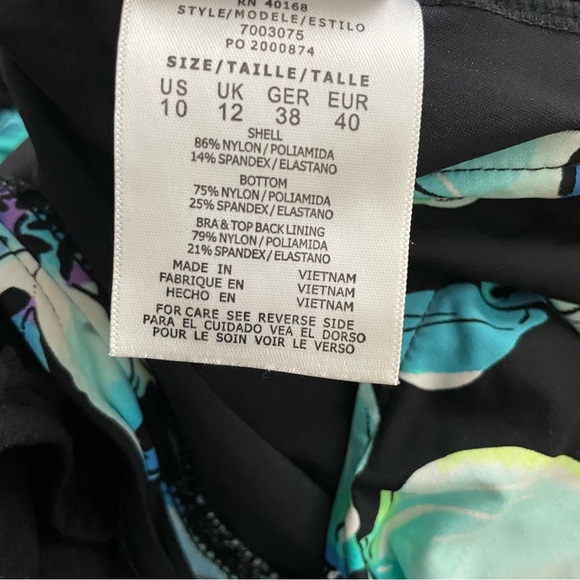 RN 40168
STYLE/MODELE/ESTILO
7003075
PO 2000874
SIZE/TAILLE/TALLE
US UK GER EUR
10 12 38 40
SHELL
86% NYLON/POLIAMIDA
14% SPANDEX/ELASTANO
BOTTOM
75% NYLON/POLIAMIDA
25% SPANDEX/ELASTANO
BRA & TOP BACK LINING
79% NYLON/POLIAMIDA
21% SPANDEX/ELASTANO
MADE IN VIETNAM
FABRIQUE EN VIETNAM
HECHO EN VIETNAM
FOR CARE SEE REVERSE SIDE
PARA EL CUIDADO VEA EL DORSO
POUR LE SOIN VOIR LE VERSO